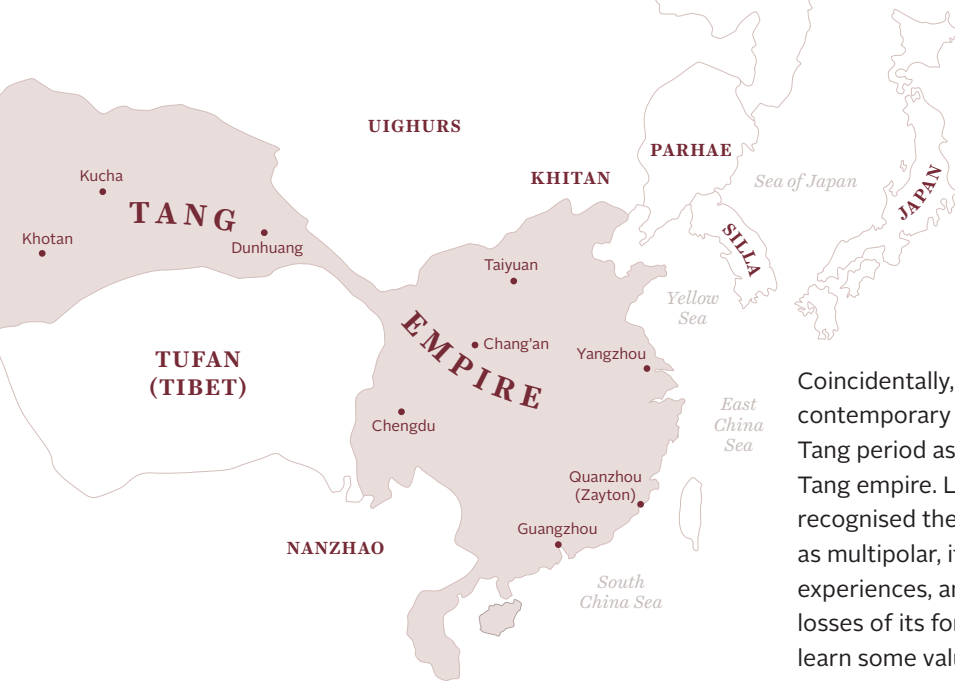 UIGHURS
PARHAE
KHITAN
Sea of Japan
JAPAN
Kucha
TANG
Khotan
Dunhuang
SILLA
Taiyuan
Yellow
Sea
EMPIRE
Chang’an
Yangzhou
TUFAN
(TIBET)
Chengdu
East
China
Sea
Quanzhou
(Zayton)
Guangzhou
NANZHAO
South
China Sea
Coincidentally,
contemporary
Tang period as
Tang empire. L
recognised the
as multipolar, i
experiences, a
losses of its for
learn some val